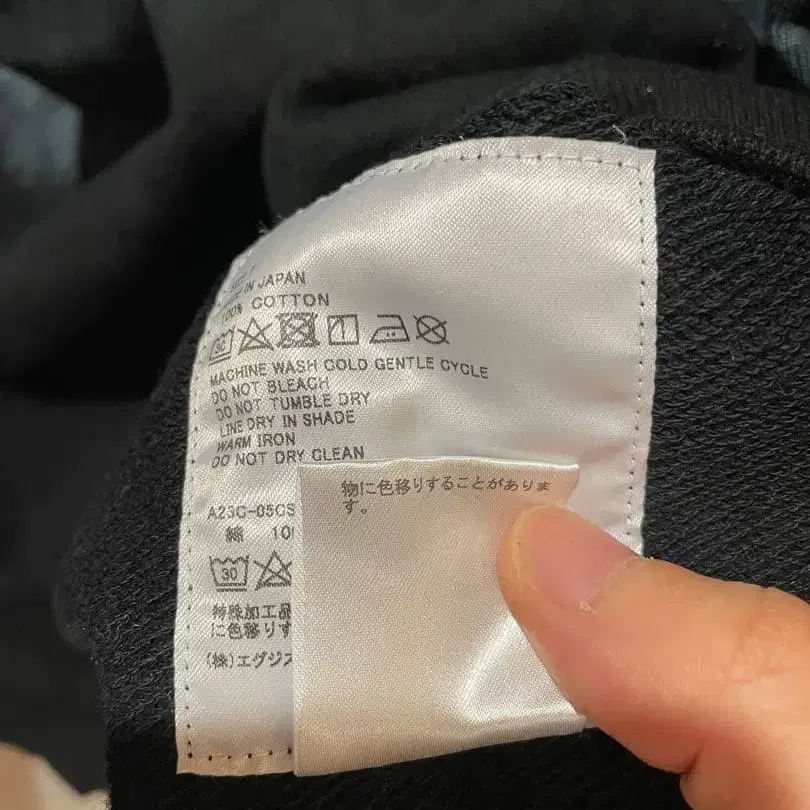 IN JAPAN
100% COTTON
30
MACHINE WASH COLD GENTLE CYCLE
DO NOT BLEACH
DO NOT TUMBLE DRY
LINE DRY IN SHADE
WARM IRON
DO NOT DRY CLEAN
物に色移りすることがありま
す。
A23C-05CS
綿 10
30
特殊加工品
に色移りす
(株)エグジス